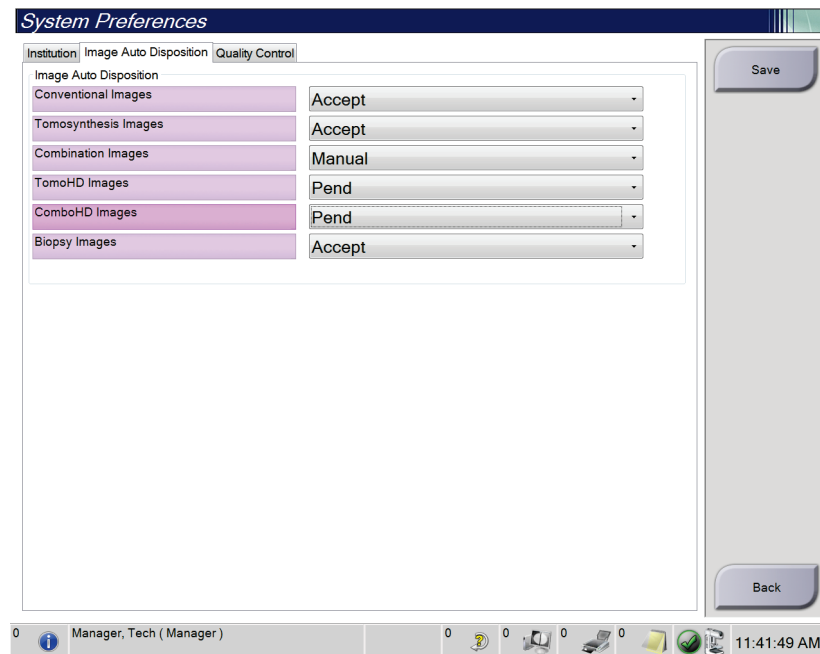 System Preferences
Institution Image Auto Disposition Quality Control
Save
Image Auto Disposition
Conventional Images Accept
Tomosynthesis Images Accept
Combination Images Manual
TomoHD Images Pend
ComboHD Images Pend
Biopsy Images Accept
Back
0 Manager, Tech ( Manager ) 0 0 0 0 11:41:49 AM